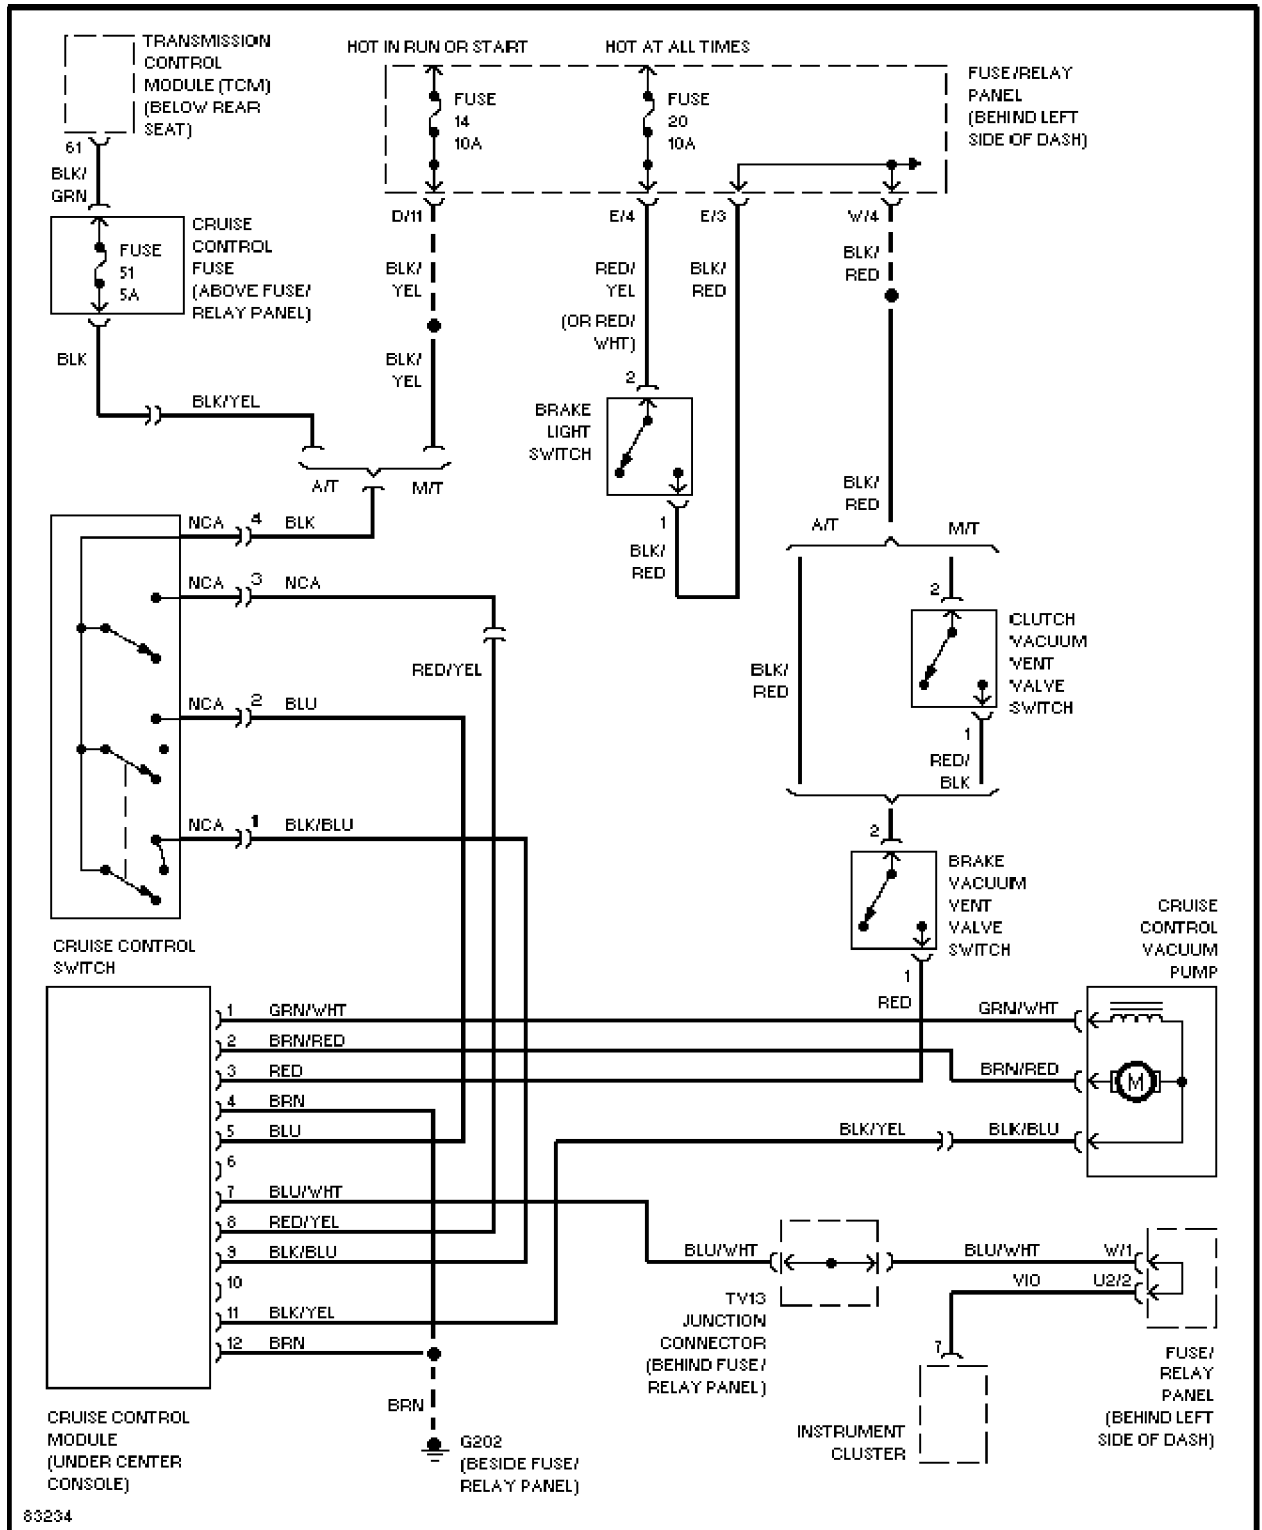 TRANSMISSION
CONTROL
MODULE (TCM)
(BELOW REAR
SEAT)
61
BLK/
GRN
HOT IN RUN OR START
HOT AT ALL TIMES
FUSE
14
10A
FUSE
20
10A
FUSE/RELAY
PANEL
(BEHIND LEFT
SIDE OF DASH)
FUSE
51
5A
CRUISE
CONTROL
FUSE
(ABOVE FUSE/
RELAY PANEL)
D/11
E/4
E/3
W/4
BLK/
YEL
RED/
YEL
(OR RED/
WHT)
BLK/
RED
BLK/
RED
BLK
BLK/YEL
BLK/
YEL
2
BRAKE
LIGHT
SWITCH
A/T
M/T
1
BLK/
RED
BLK/
RED
A/T
M/T
NCA
4
BLK
NCA
3
NCA
RED/YEL
NCA
2
BLU
NCA
1
BLK/BLU
CRUISE CONTROL
SWITCH
BLK/
RED
2
CLUTCH
VACUUM
VENT
VALVE
SWITCH
1
RED/
BLK
2
BRAKE
VACUUM
VENT
VALVE
SWITCH
1
RED
CRUISE
CONTROL
VACUUM
PUMP
1 GRN/WHT
2 BRN/RED
3 RED
4 BRN
5 BLU
6
7 BLU/WHT
8 RED/YEL
9 BLK/BLU
10
11 BLK/YEL
12 BRN
GRN/WHT
BRN/RED
M
BLK/YEL
BLK/BLU
BLU/WHT
BLU/WHT
W/1
VIO
U2/2
TV13
JUNCTION
CONNECTOR
(BEHIND FUSE/
RELAY PANEL)
7
INSTRUMENT
CLUSTER
FUSE/
RELAY
PANEL
(BEHIND LEFT
SIDE OF DASH)
BRN
G202
(BESIDE FUSE/
RELAY PANEL)
CRUISE CONTROL
MODULE
(UNDER CENTER
CONSOLE)
83234